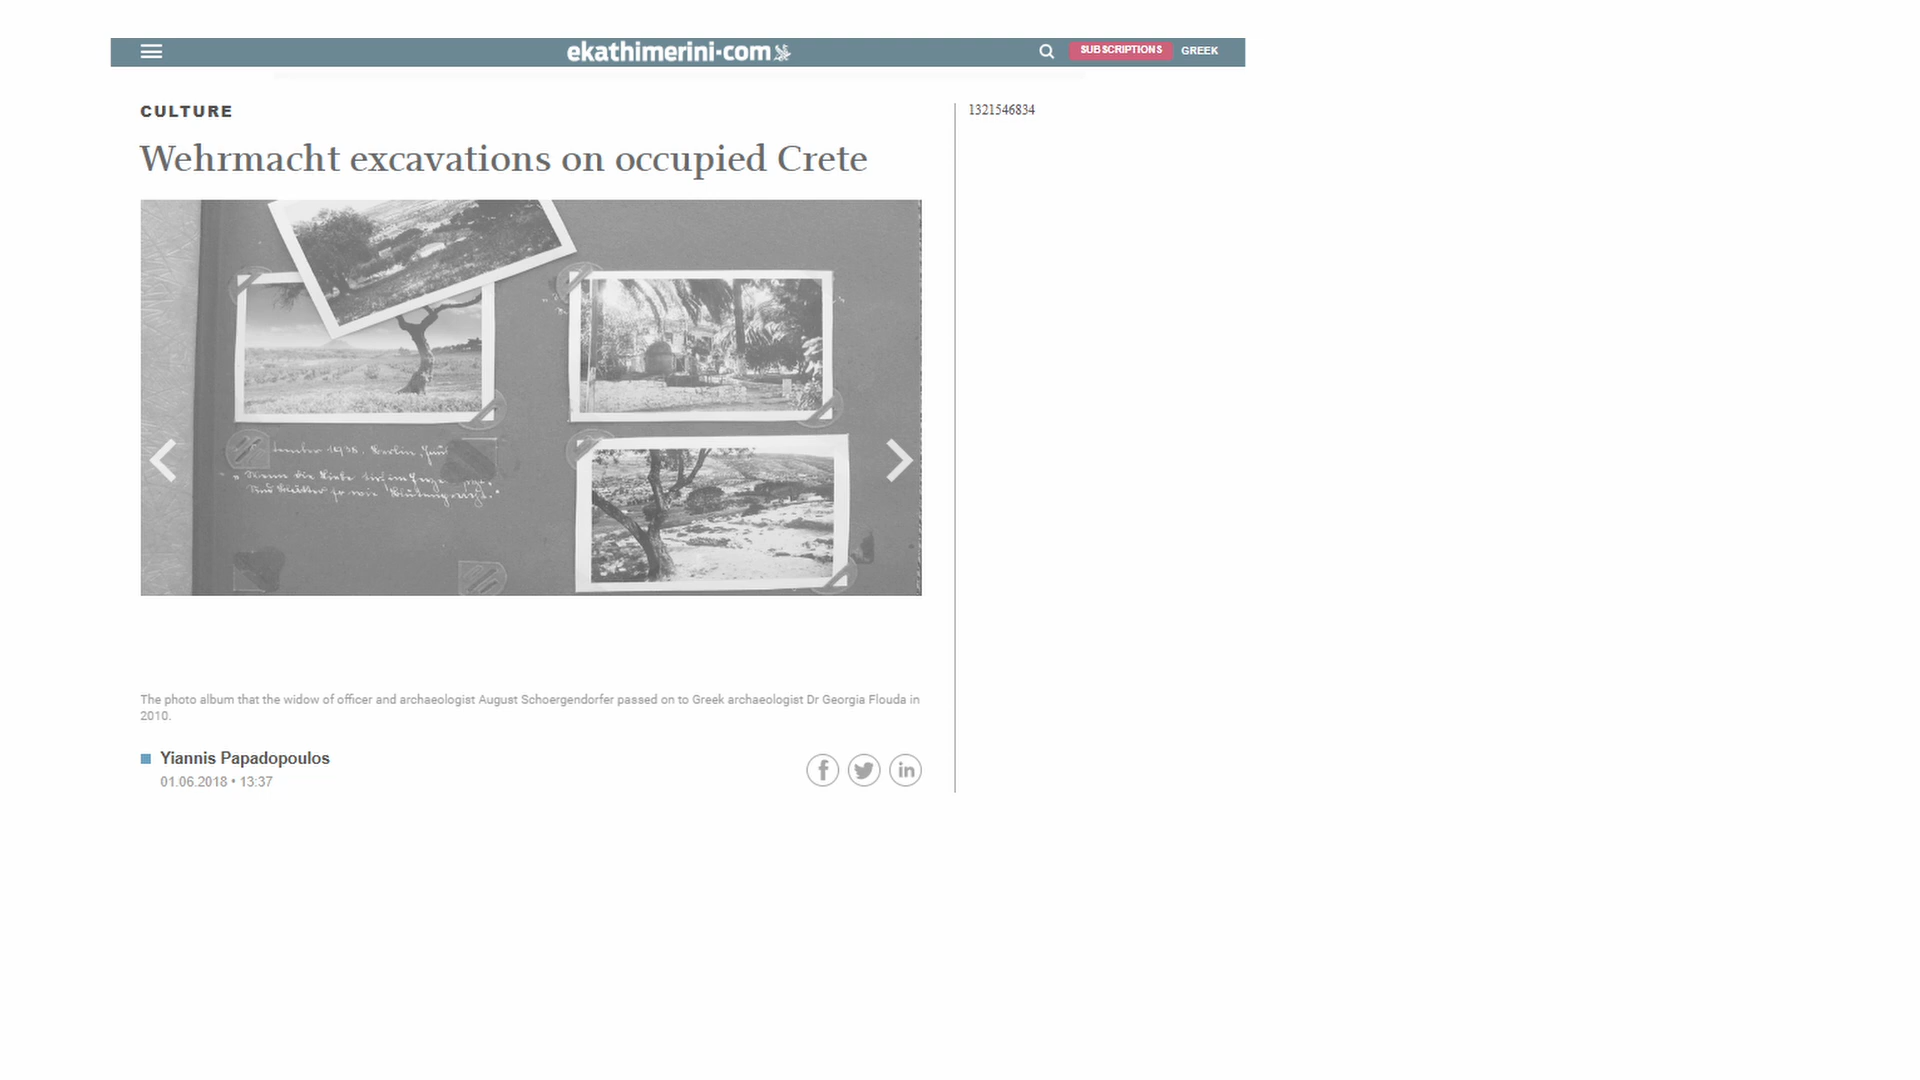 ekathimerini-com
SUBSCRIPTIONS
GREEK
CULTURE
1321546834
Wehrmacht excavations on occupied Crete
The photo album that the widow of officer and archaeologist August Schoergendorfer passed on to Greek archaeologist Dr Georgia Flouda in
2010.
Yiannis Papadopoulos
01.06.2018 • 13:37